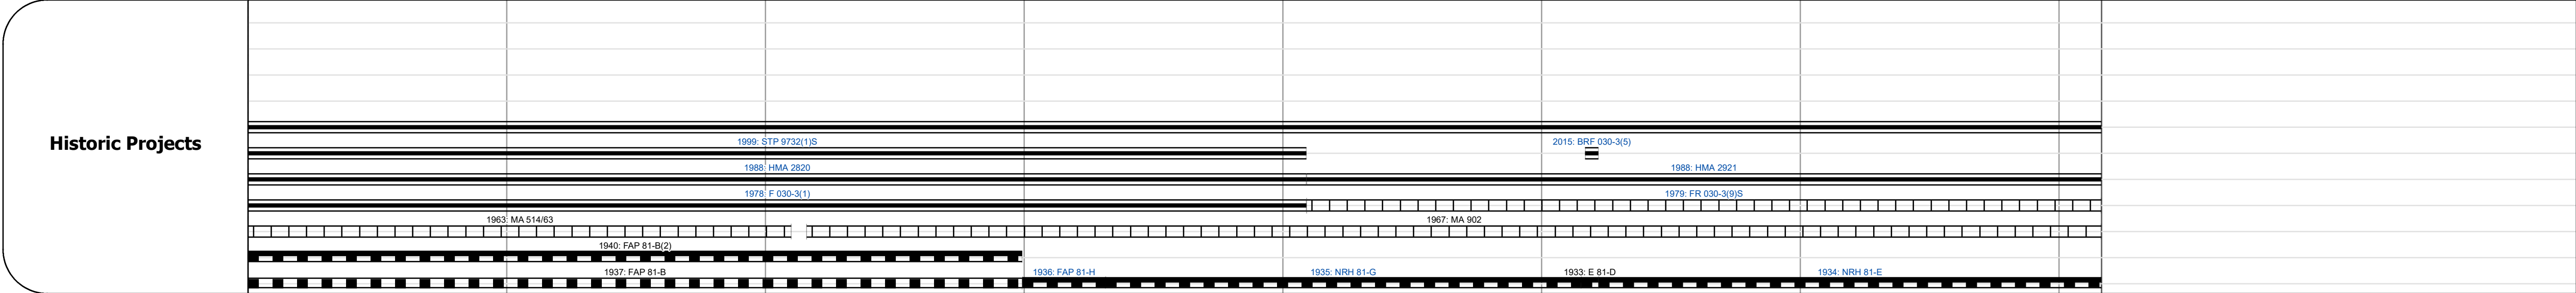 Historic Projects
1999: STP 9732(1)S 2015: BRF 030-3(5)
1988: HMA 2820 1988: HMA 2921
1978: F 030-3(1) 1979: FR 030-3(9)S
1963: MA 514/63 1967: MA 902
1940: FAP 81-B(2)
1937: FAP 81-B 1936: FAP 81-H 1935: NRH 81-G 1933: E 81-D 1934: NRH 81-E